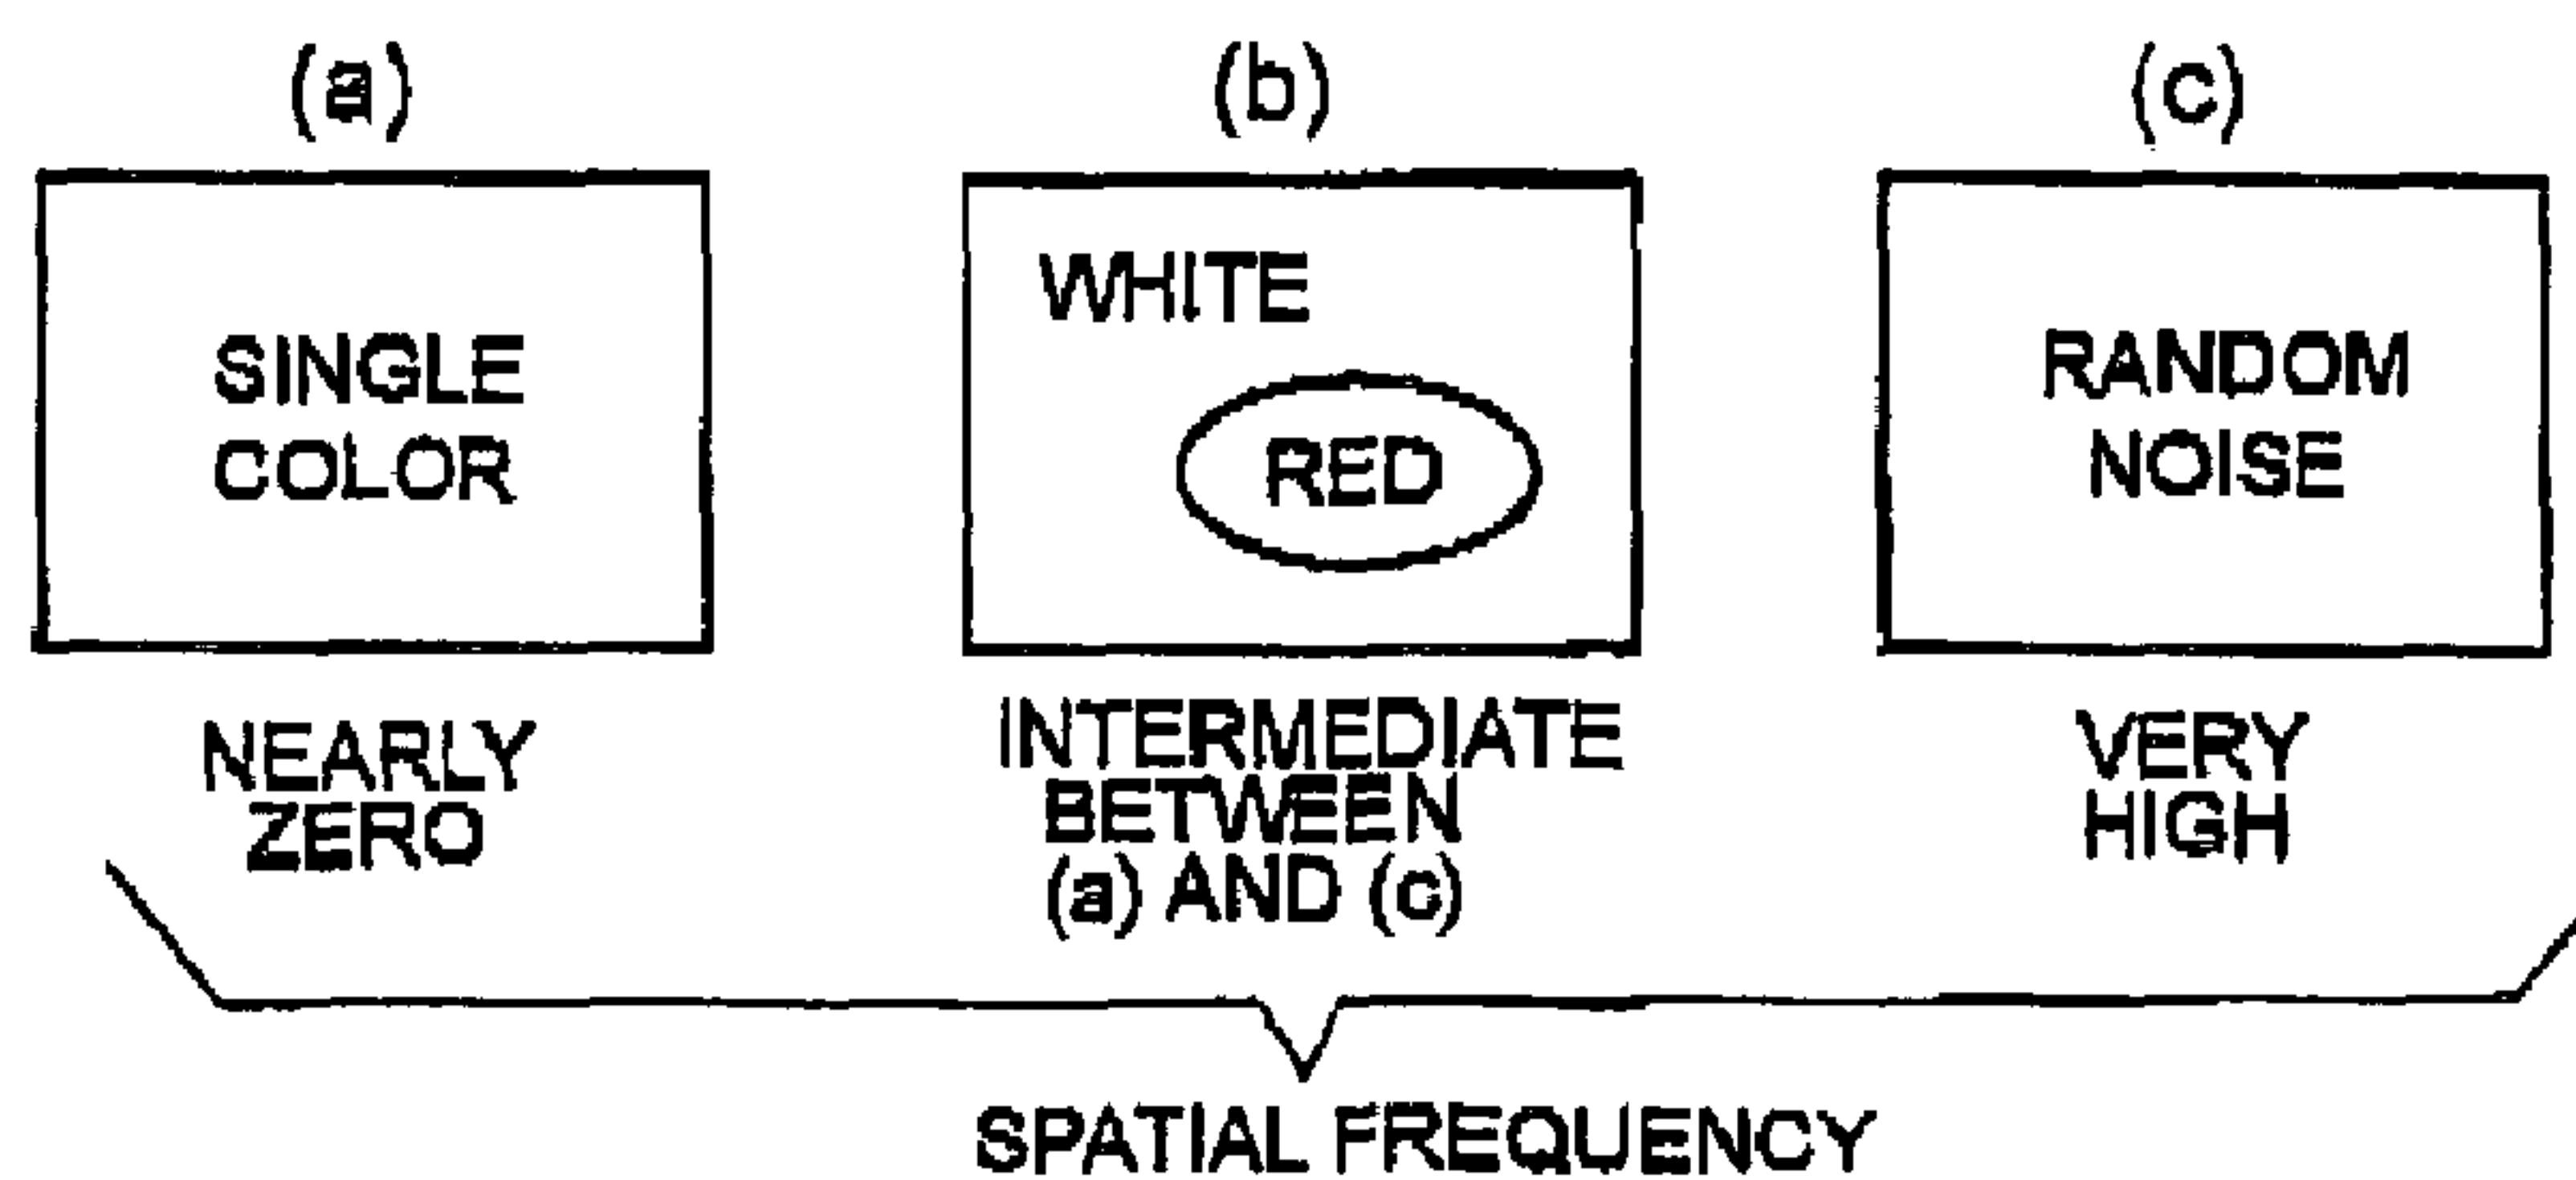 (a)
SINGLE
COLOR
NEARLY
ZERO
(b)
WHITE
RED
INTERMEDIATE
BETWEEN
(a) AND (c)
(c)
RANDOM
NOISE
VERY
HIGH
SPATIAL FREQUENCY